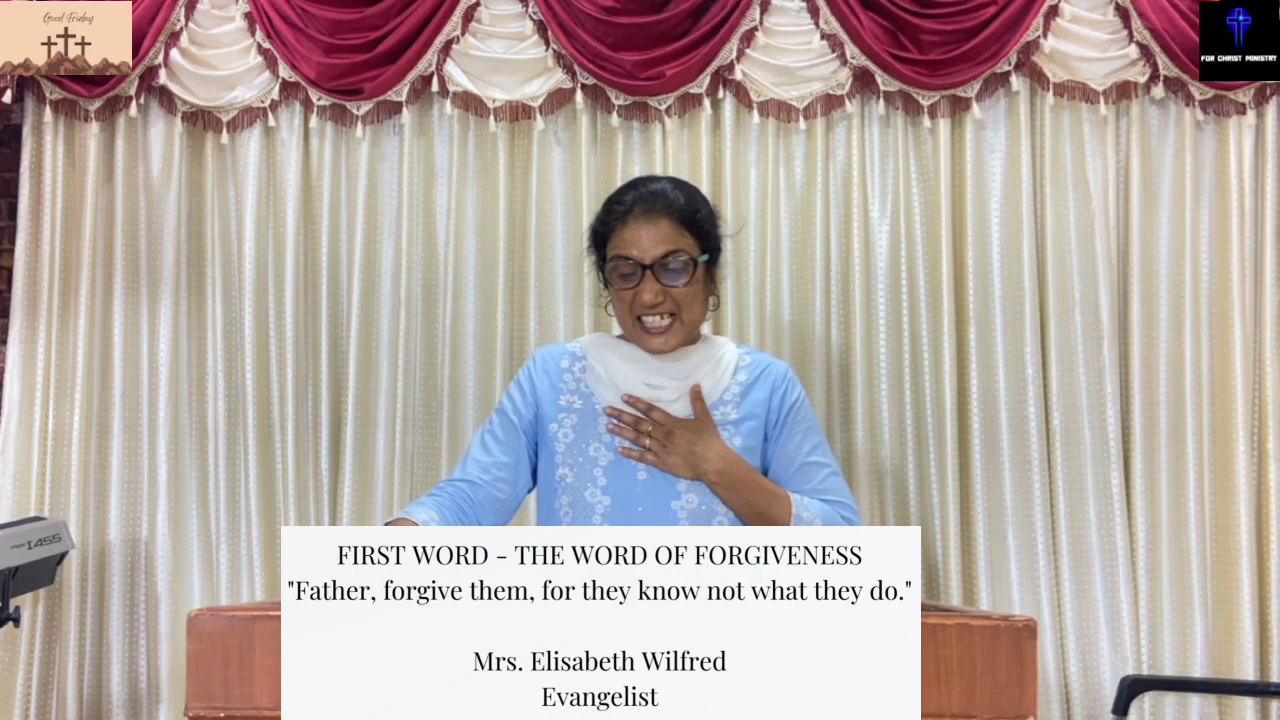 Good Friday
FOR CHRIST MINISTRY
I455
FIRST WORD - THE WORD OF FORGIVENESS
"Father, forgive them, for they know not what they do."
Mrs. Elisabeth Wilfred
Evangelist